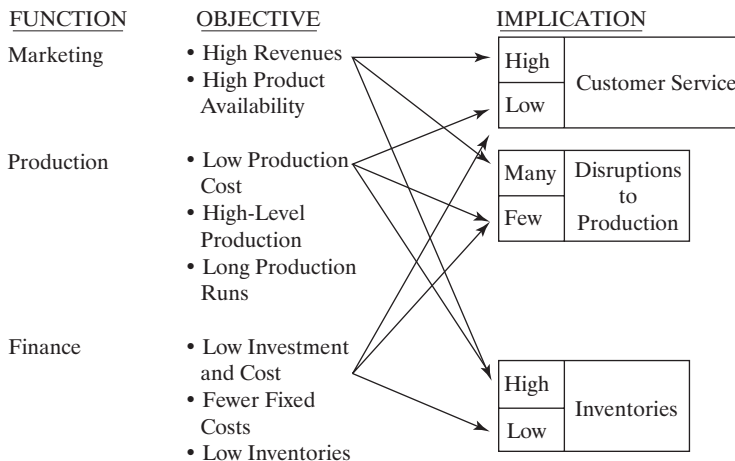 FUNCTION OBJECTIVE IMPLICATION
Marketing
• High Revenues
• High Product
Availability
High
Low
Customer Service
Production
• Low Production
Cost
• High-Level
Production
• Long Production
Runs
Many
Few
Disruptions
to
Production
Finance
• Low Investment
and Cost
• Fewer Fixed
Costs
• Low Inventories
High
Low
Inventories